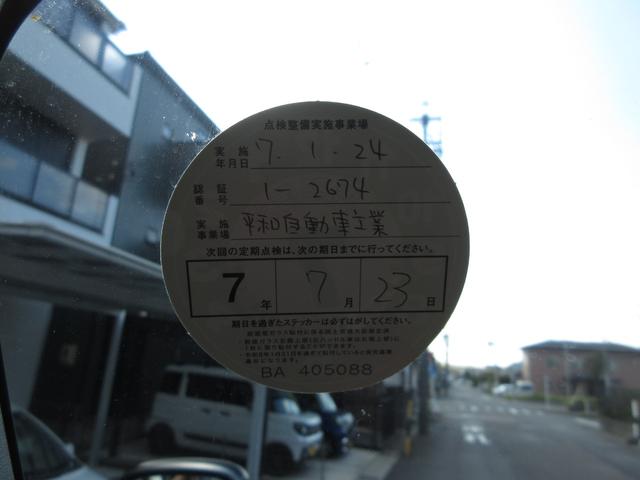 点検整備実施事業場
実施年月日 7.1.24
認証番号 1-2674
実施事業場 平和自動車工業
次回の定期点検は、次の期日までに行ってください。
7年 7月 23日
期日を過ぎたステッカーは必ずはがしてください。
BA 405088